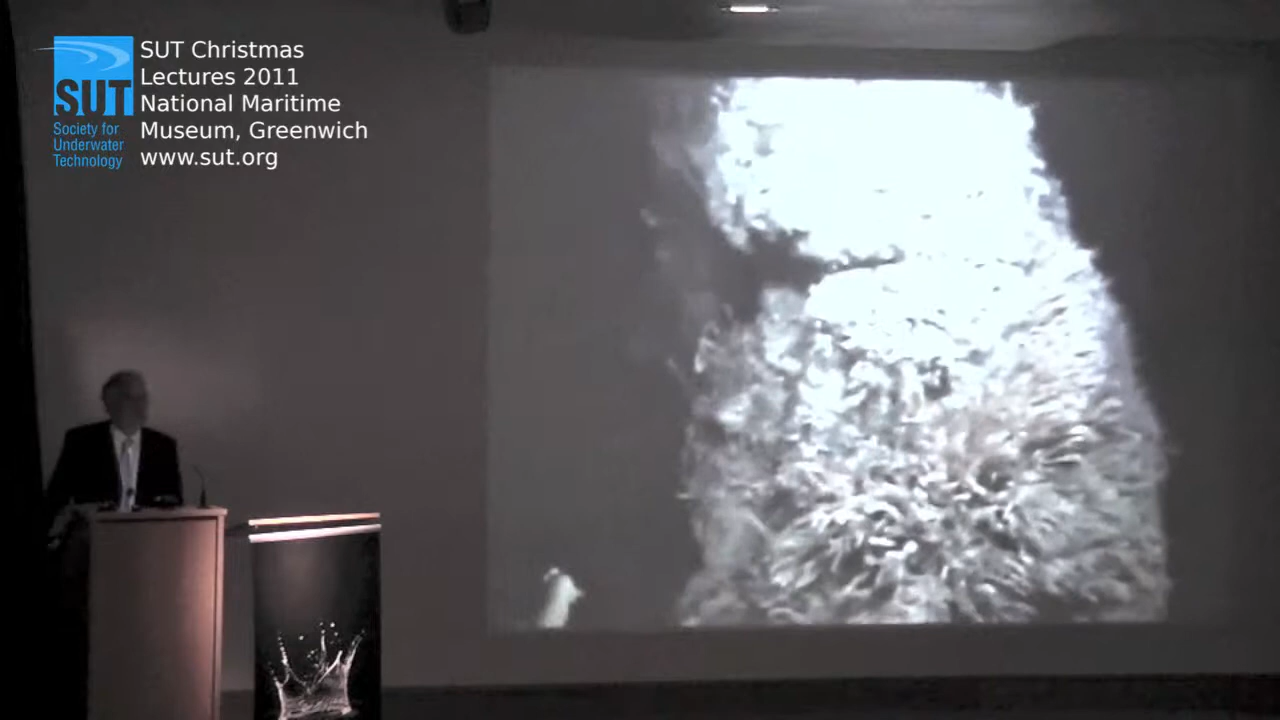 SUT
Society for
Underwater
Technology
SUT Christmas
Lectures 2011
National Maritime
Museum, Greenwich
www.sut.org